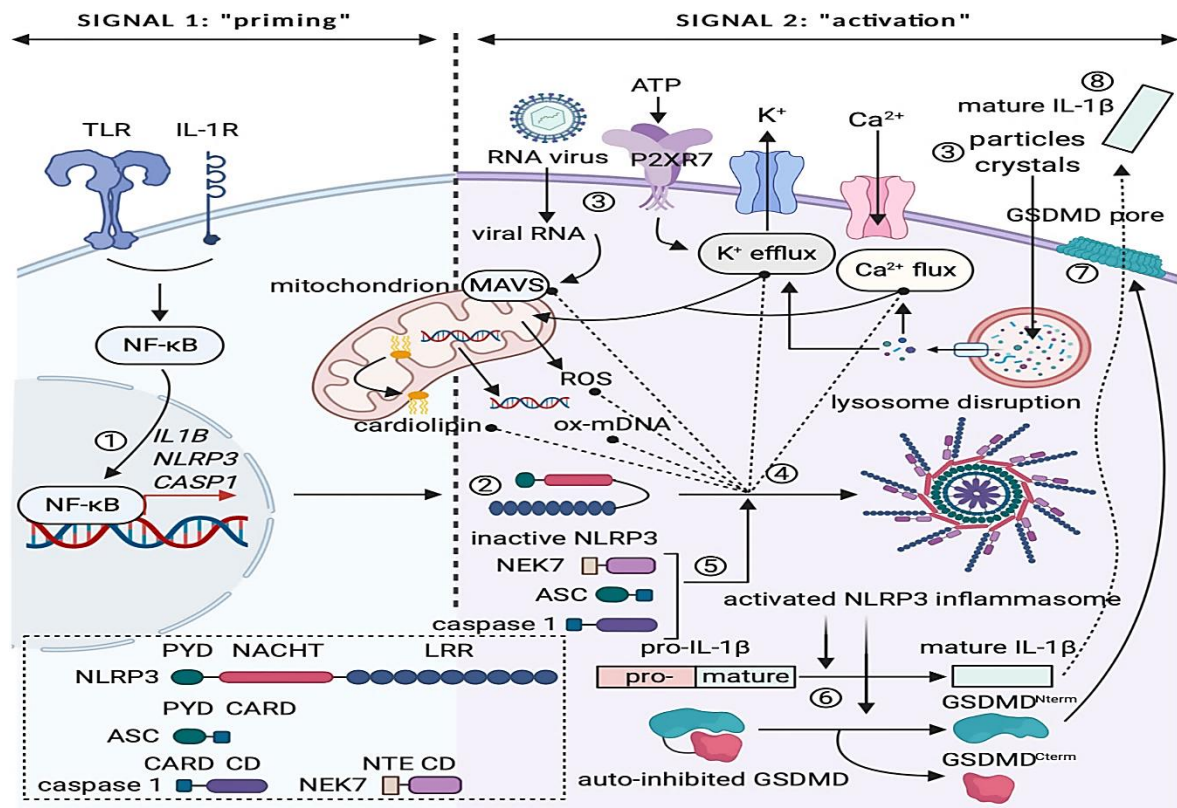 SIGNAL 1: "priming"
SIGNAL 2: "activation"
TLR
IL-1R
NF-κB
①
IL1B
NLRP3
CASP1
NF-κB
RNA virus
③
viral RNA
ATP
P2XR7
K⁺
Ca²⁺
K⁺ efflux
Ca²⁺ flux
⑧
mature IL-1β
③ particles
crystals
GSDMD pore
⑦
mitochondrion
MAVS
ROS
ox-mDNA
cardiolipin
lysosome disruption
②
④
inactive NLRP3
NEK7
ASC
caspase 1
⑤
activated NLRP3 inflammasome
pro-IL-1β
pro-
mature
mature IL-1β
⑥
auto-inhibited GSDMD
GSDMD^Nterm
GSDMD^Cterm
PYD NACHT LRR
NLRP3
PYD CARD
ASC
CARD CD
caspase 1
NTE CD
NEK7